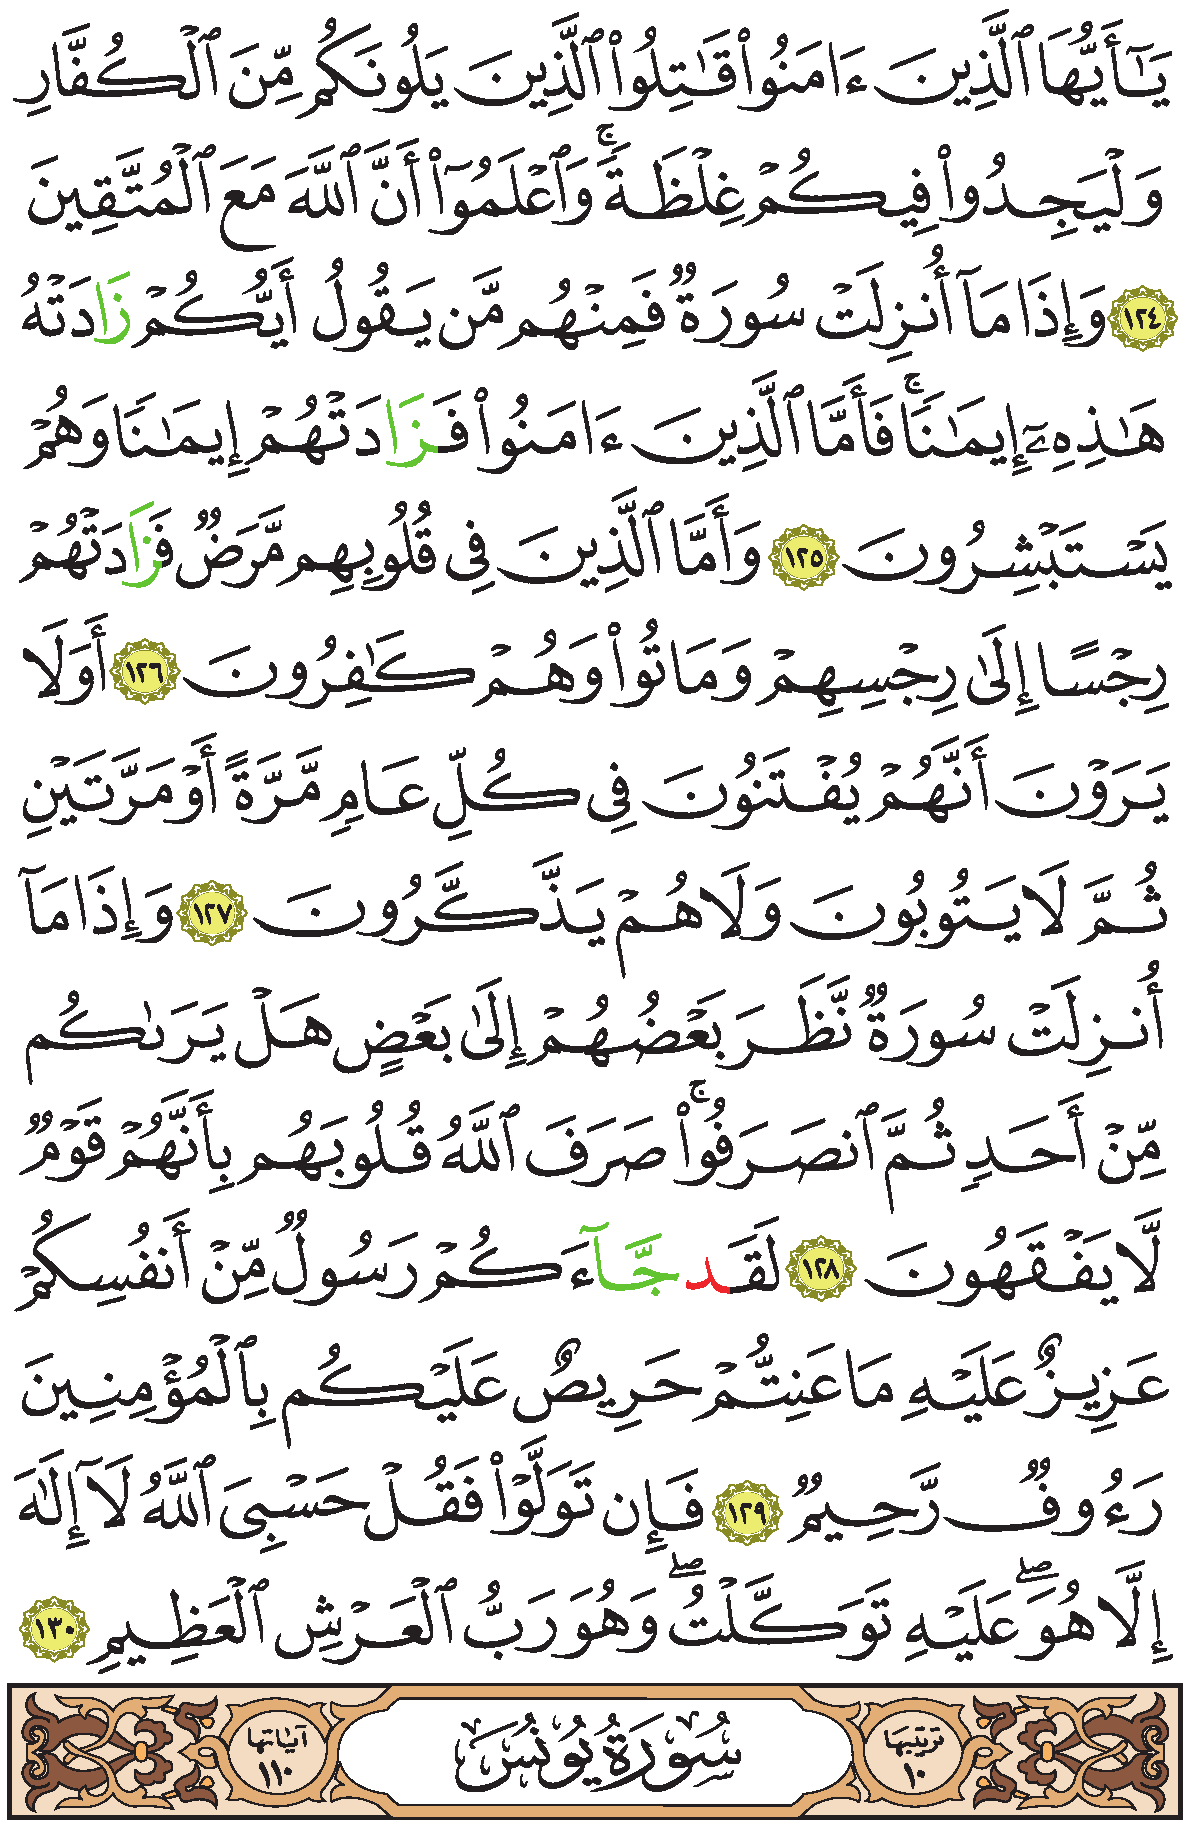 يَٰٓأَيُّهَا ٱلَّذِينَ ءَامَنُواْ قَٰتِلُواْ ٱلَّذِينَ يَلُونَكُم مِّنَ ٱلۡكُفَّارِ
وَلۡيَجِدُواْ فِيكُمۡ غِلۡظَةٗۚ وَٱعۡلَمُوٓاْ أَنَّ ٱللَّهَ مَعَ ٱلۡمُتَّقِينَ
١٢٤ وَإِذَا مَآ أُنزِلَتۡ سُورَةٞ فَمِنۡهُم مَّن يَقُولُ أَيُّكُمۡ زَادَتۡهُ
هَٰذِهِۦٓ إِيمَٰنٗاۚ فَأَمَّا ٱلَّذِينَ ءَامَنُواْ فَزَادَتۡهُمۡ إِيمَٰنٗا وَهُمۡ
يَسۡتَبۡشِرُونَ ١٢٥ وَأَمَّا ٱلَّذِينَ فِي قُلُوبِهِم مَّرَضٞ فَزَادَتۡهُمۡ
رِجۡسًا إِلَىٰ رِجۡسِهِمۡ وَمَاتُواْ وَهُمۡ كَٰفِرُونَ ١٢٦ أَوَلَا
يَرَوۡنَ أَنَّهُمۡ يُفۡتَنُونَ فِي كُلِّ عَامٖ مَّرَّةً أَوۡ مَرَّتَيۡنِ
ثُمَّ لَا يَتُوبُونَ وَلَا هُمۡ يَذَّكَّرُونَ ١٢٧ وَإِذَا مَآ
أُنزِلَتۡ سُورَةٞ نَّظَرَ بَعۡضُهُمۡ إِلَىٰ بَعۡضٍ هَلۡ يَرَىٰكُم
مِّنۡ أَحَدٖ ثُمَّ ٱنصَرَفُواْۚ صَرَفَ ٱللَّهُ قُلُوبَهُم بِأَنَّهُمۡ قَوۡمٞ
لَّا يَفۡقَهُونَ ١٢٨ لَقَد جَّآءَكُمۡ رَسُولٞ مِّنۡ أَنفُسِكُمۡ
عَزِيزٌ عَلَيۡهِ مَا عَنِتُّمۡ حَرِيصٌ عَلَيۡكُم بِٱلۡمُؤۡمِنِينَ
رَءُوفٞ رَّحِيمٞ ١٢٩ فَإِن تَوَلَّوۡاْ فَقُلۡ حَسۡبِيَ ٱللَّهُ لَآ إِلَٰهَ
إِلَّا هُوَۖ عَلَيۡهِ تَوَكَّلۡتُۖ وَهُوَ رَبُّ ٱلۡعَرۡشِ ٱلۡعَظِيمِ ١٣٠
ترتيبها ١٠ سُورَةُ يُونُسَ آياتها ١١٠